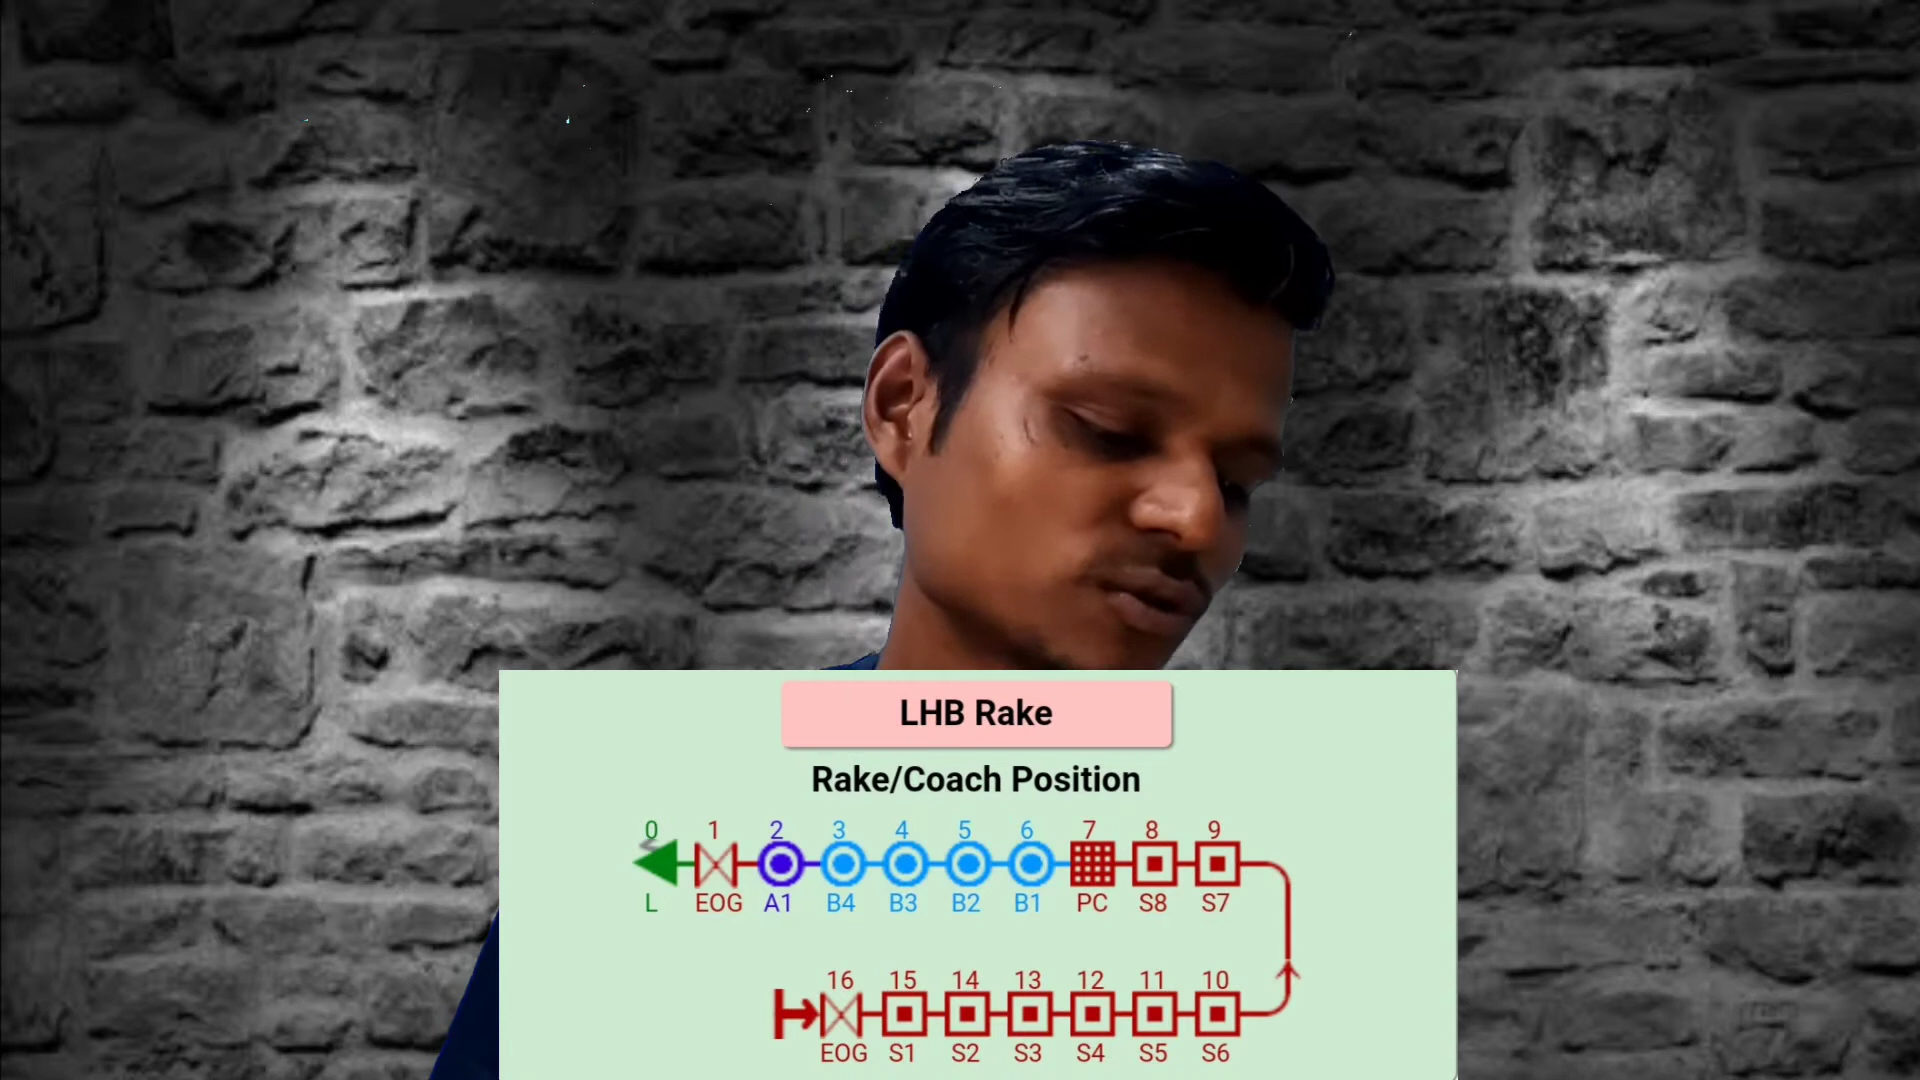 LHB Rake
Rake/Coach Position
0 1 2 3 4 5 6 7 8 9
L EOG A1 B4 B3 B2 B1 PC S8 S7
16 15 14 13 12 11 10
EOG S1 S2 S3 S4 S5 S6